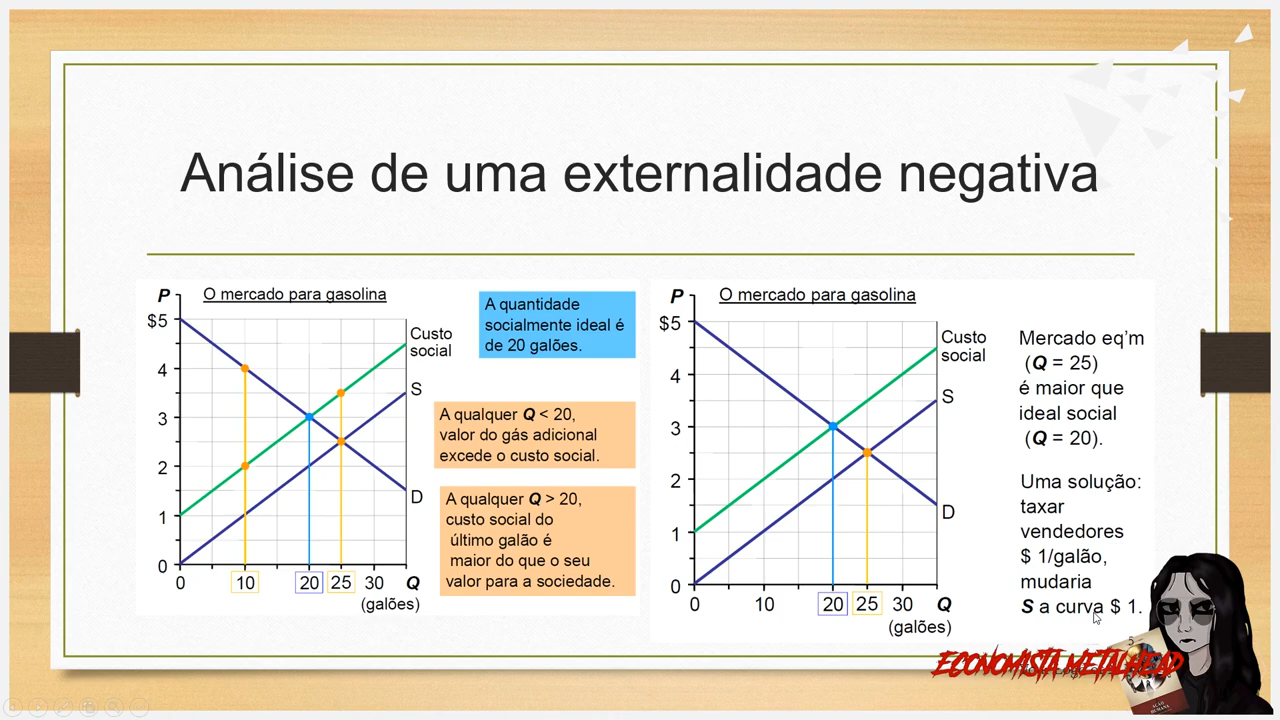 Análise de uma externalidade negativa
P
O mercado para gasolina
$5
4
3
2
1
0
0
10
20
25
30
Q
(galões)
Custo
social
S
D
A quantidade
socialmente ideal é
de 20 galões.
A qualquer Q < 20,
valor do gás adicional
excede o custo social.
A qualquer Q > 20,
custo social do
último galão é
maior do que o seu
valor para a sociedade.
P
O mercado para gasolina
$5
4
3
2
1
0
0
10
20
25
30
Q
(galões)
Custo
social
S
D
Mercado eq'm
(Q = 25)
é maior que
ideal social
(Q = 20).
Uma solução:
taxar
vendedores
$ 1/galão,
mudaria
S a curva $ 1.
ECONOMISTA METALHEAD
AÇÃO
HUMANA